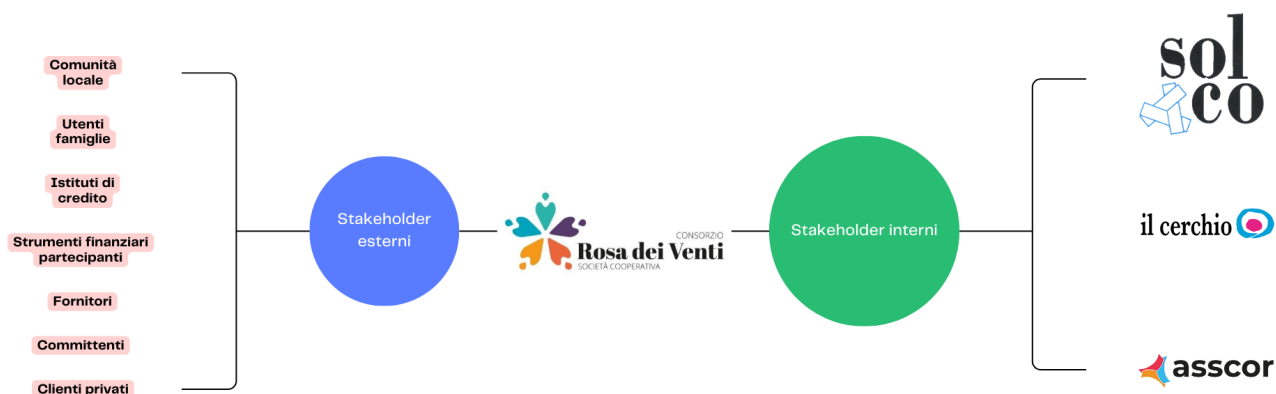 Comunità
locale
Utenti
famiglie
Istituti di
credito
Strumenti finanziari
partecipanti
Fornitori
Committenti
Clienti privati
Stakeholder
esterni
CONSORZIO
Rosa dei Venti
SOCIETÀ COOPERATIVA
Stakeholder interni
sol
co
il cerchio
asscor